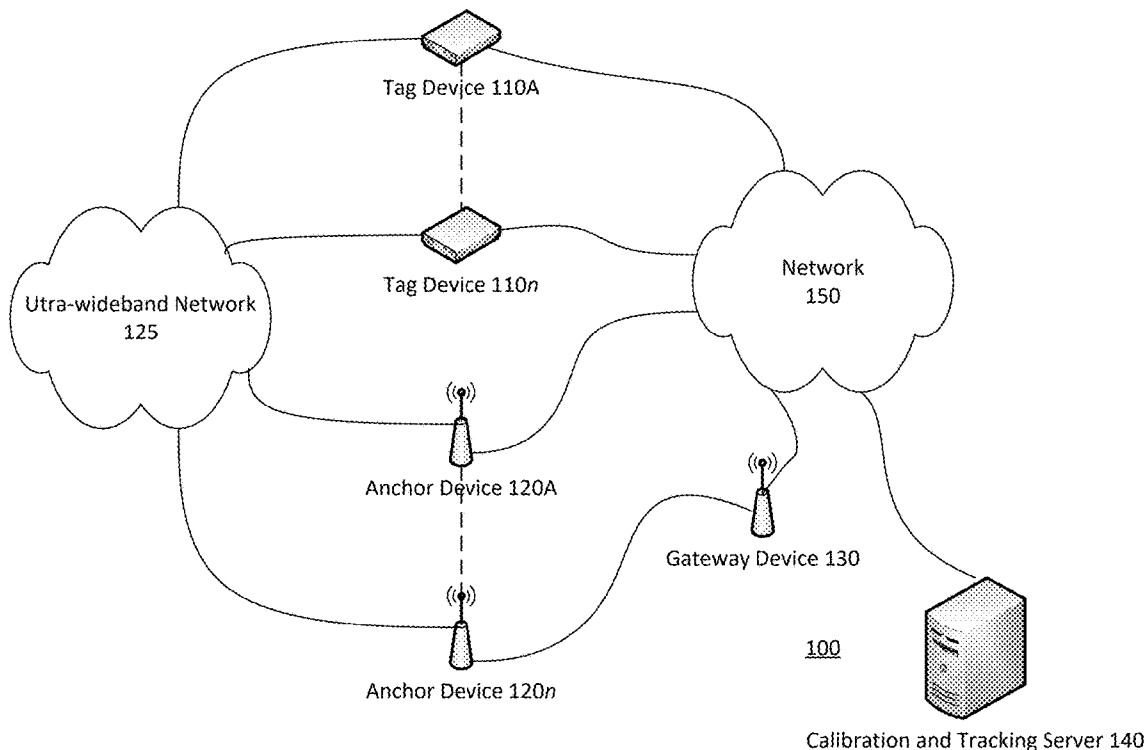 Tag Device 110A
Tag Device 110n
Utra-wideband Network
125
Network
150
Anchor Device 120A
Gateway Device 130
Anchor Device 120n
100
Calibration and Tracking Server 140